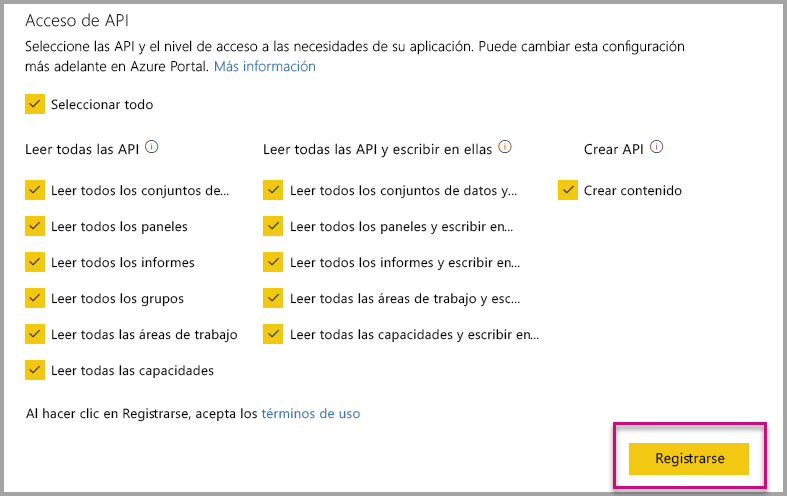 Acceso de API
Seleccione las API y el nivel de acceso a las necesidades de su aplicación. Puede cambiar esta configuración
más adelante en Azure Portal. Más información
Seleccionar todo
Leer todas las API
Leer todos los conjuntos de...
Leer todos los paneles
Leer todos los informes
Leer todos los grupos
Leer todas las áreas de trabajo
Leer todas las capacidades
Leer todas las API y escribir en ellas
Leer todos los conjuntos de datos y...
Leer todos los paneles y escribir en...
Leer todos los informes y escribir en...
Leer todas las áreas de trabajo y esc...
Leer todas las capacidades y escribir en...
Crear API
Crear contenido
Al hacer clic en Registrarse, acepta los términos de uso
Registrarse